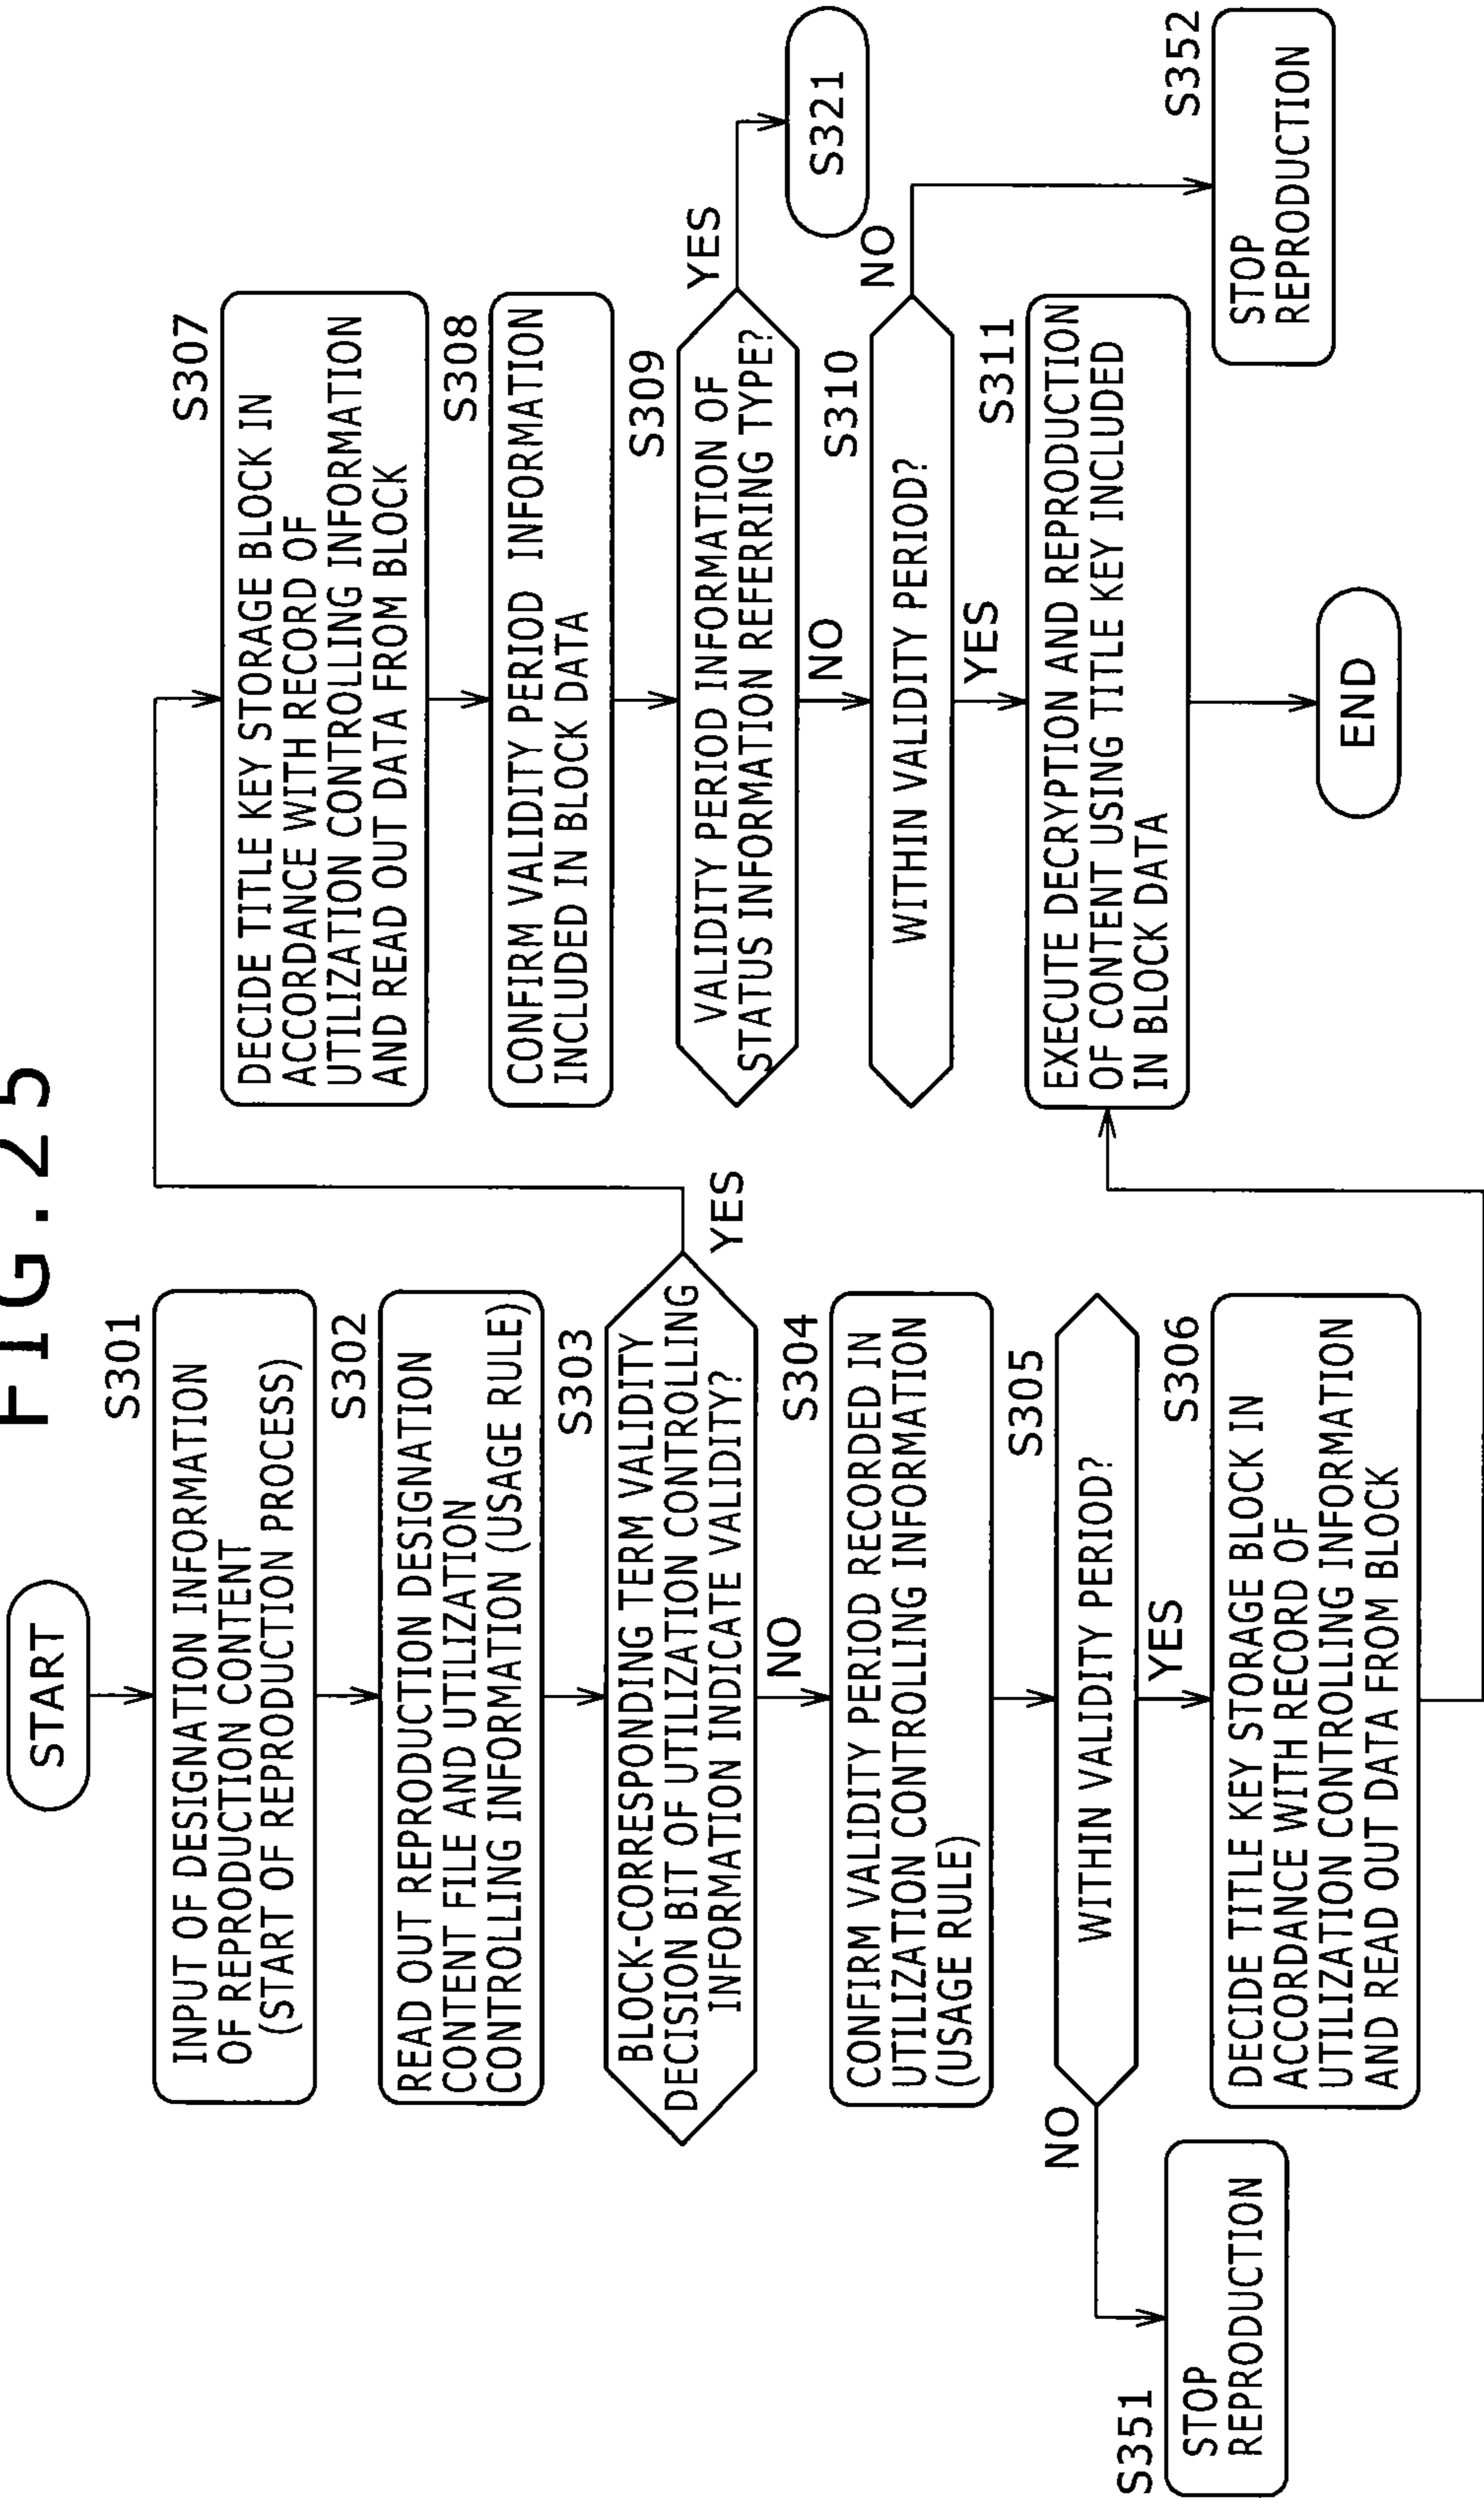 FIG.25
START
S301
INPUT OF DESIGNATION INFORMATION
OF REPRODUCTION CONTENT
(START OF REPRODUCTION PROCESS)
S302
READ OUT REPRODUCTION DESIGNATION
CONTENT FILE AND UTILIZATION
CONTROLLING INFORMATION (USAGE RULE)
S303
BLOCK-CORRESPONDING TERM VALIDITY
DECISION BIT OF UTILIZATION CONTROLLING
INFORMATION INDICATE VALIDITY?
YES
NO
S304
CONFIRM VALIDITY PERIOD RECORDED IN
UTILIZATION CONTROLLING INFORMATION
(USAGE RULE)
S305
WITHIN VALIDITY PERIOD?
NO
YES
S351
STOP
REPRODUCTION
S306
DECIDE TITLE KEY STORAGE BLOCK IN
ACCORDANCE WITH RECORD OF
UTILIZATION CONTROLLING INFORMATION
AND READ OUT DATA FROM BLOCK
S307
DECIDE TITLE KEY STORAGE BLOCK IN
ACCORDANCE WITH RECORD OF
UTILIZATION CONTROLLING INFORMATION
AND READ OUT DATA FROM BLOCK
S308
CONFIRM VALIDITY PERIOD INFORMATION
INCLUDED IN BLOCK DATA
S309
VALIDITY PERIOD INFORMATION OF
STATUS INFORMATION REFERRING TYPE?
YES
S321
NO
S310
WITHIN VALIDITY PERIOD?
NO
YES
S352
STOP
REPRODUCTION
S311
EXECUTE DECRYPTION AND REPRODUCTION
OF CONTENT USING TITLE KEY INCLUDED
IN BLOCK DATA
END